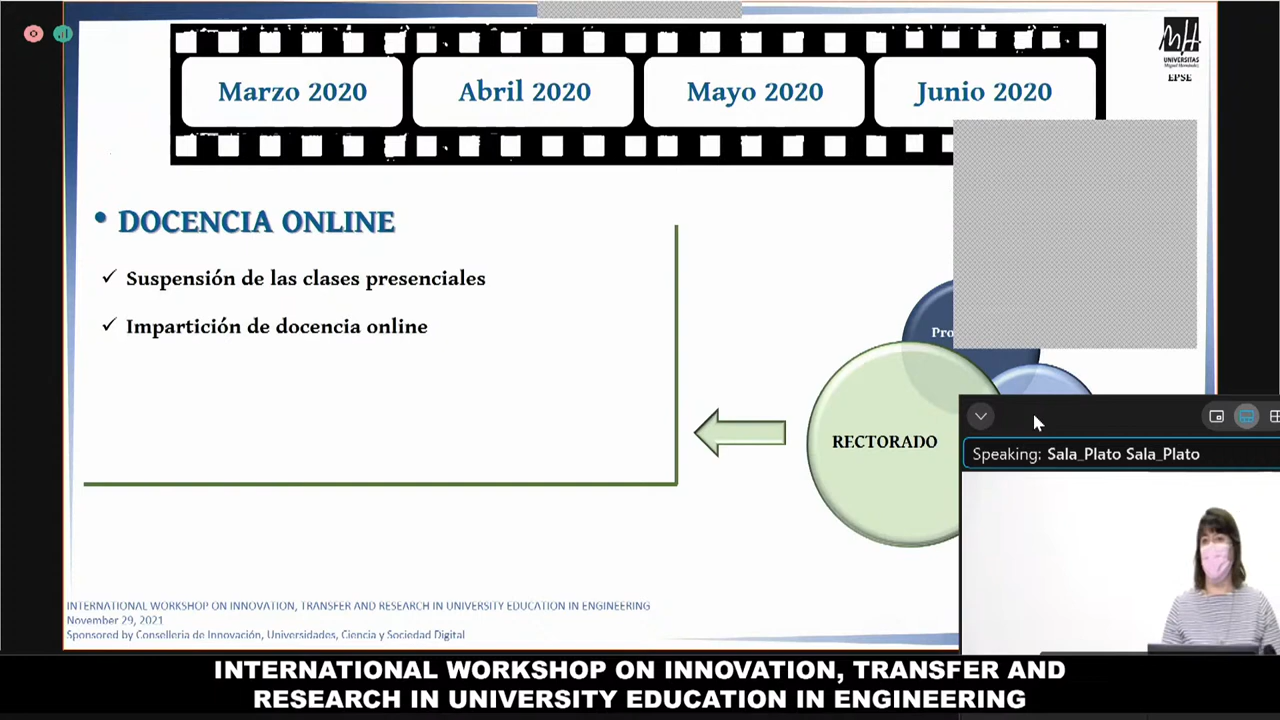 Marzo 2020
Abril 2020
Mayo 2020
Junio 2020
UNIVERSITAS
Miguel Hernández
EPSE
• DOCENCIA ONLINE
✓ Suspensión de las clases presenciales
✓ Impartición de docencia online
RECTORADO
Speaking: Sala_Plato Sala_Plato
INTERNATIONAL WORKSHOP ON INNOVATION, TRANSFER AND RESEARCH IN UNIVERSITY EDUCATION IN ENGINEERING
November 29, 2021
Sponsored by Conselleria de Innovación, Universidades, Ciencia y Sociedad Digital
INTERNATIONAL WORKSHOP ON INNOVATION, TRANSFER AND
RESEARCH IN UNIVERSITY EDUCATION IN ENGINEERING